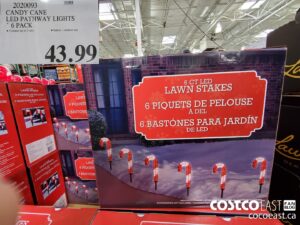 2020093
CANDY CANE
LED PATHWAY LIGHTS
6 PACK
43.99
6 CT LED
LAWN STAKES
6 PIQUETS DE PELOUSE
À DEL
6 BASTONES PARA JARDÍN
DE LED
COSTCO EAST
cocoeast.ca